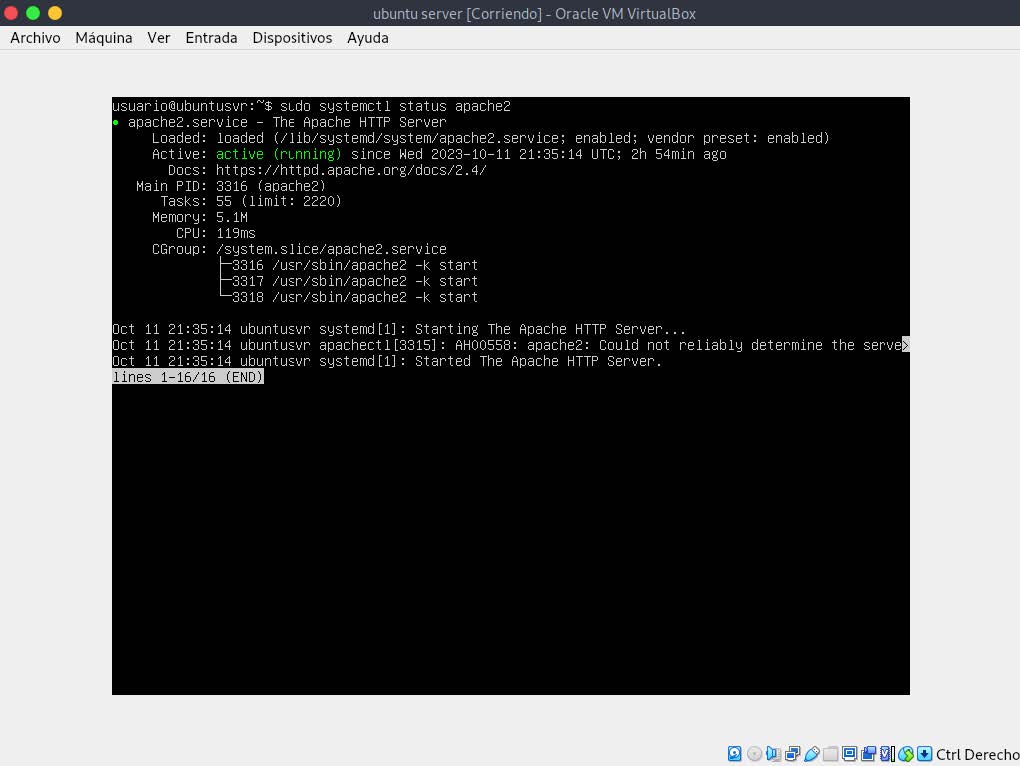 ubuntu server [Corriendo] - Oracle VM VirtualBox
Archivo Máquina Ver Entrada Dispositivos Ayuda
usuario@ubuntusvr:~$ sudo systemctl status apache2
● apache2.service - The Apache HTTP Server
Loaded: loaded (/lib/systemd/system/apache2.service; enabled; vendor preset: enabled)
Active: active (running) since Wed 2023-10-11 21:35:14 UTC; 2h 54min ago
Docs: https://httpd.apache.org/docs/2.4/
Main PID: 3316 (apache2)
Tasks: 55 (limit: 2220)
Memory: 5.1M
CPU: 119ms
CGroup: /system.slice/apache2.service
├─3316 /usr/sbin/apache2 -k start
├─3317 /usr/sbin/apache2 -k start
└─3318 /usr/sbin/apache2 -k start
Oct 11 21:35:14 ubuntusvr systemd[1]: Starting The Apache HTTP Server...
Oct 11 21:35:14 ubuntusvr apachectl[3315]: AH00558: apache2: Could not reliably determine the serve>
Oct 11 21:35:14 ubuntusvr systemd[1]: Started The Apache HTTP Server.
lines 1-16/16 (END)
Ctrl Derecho